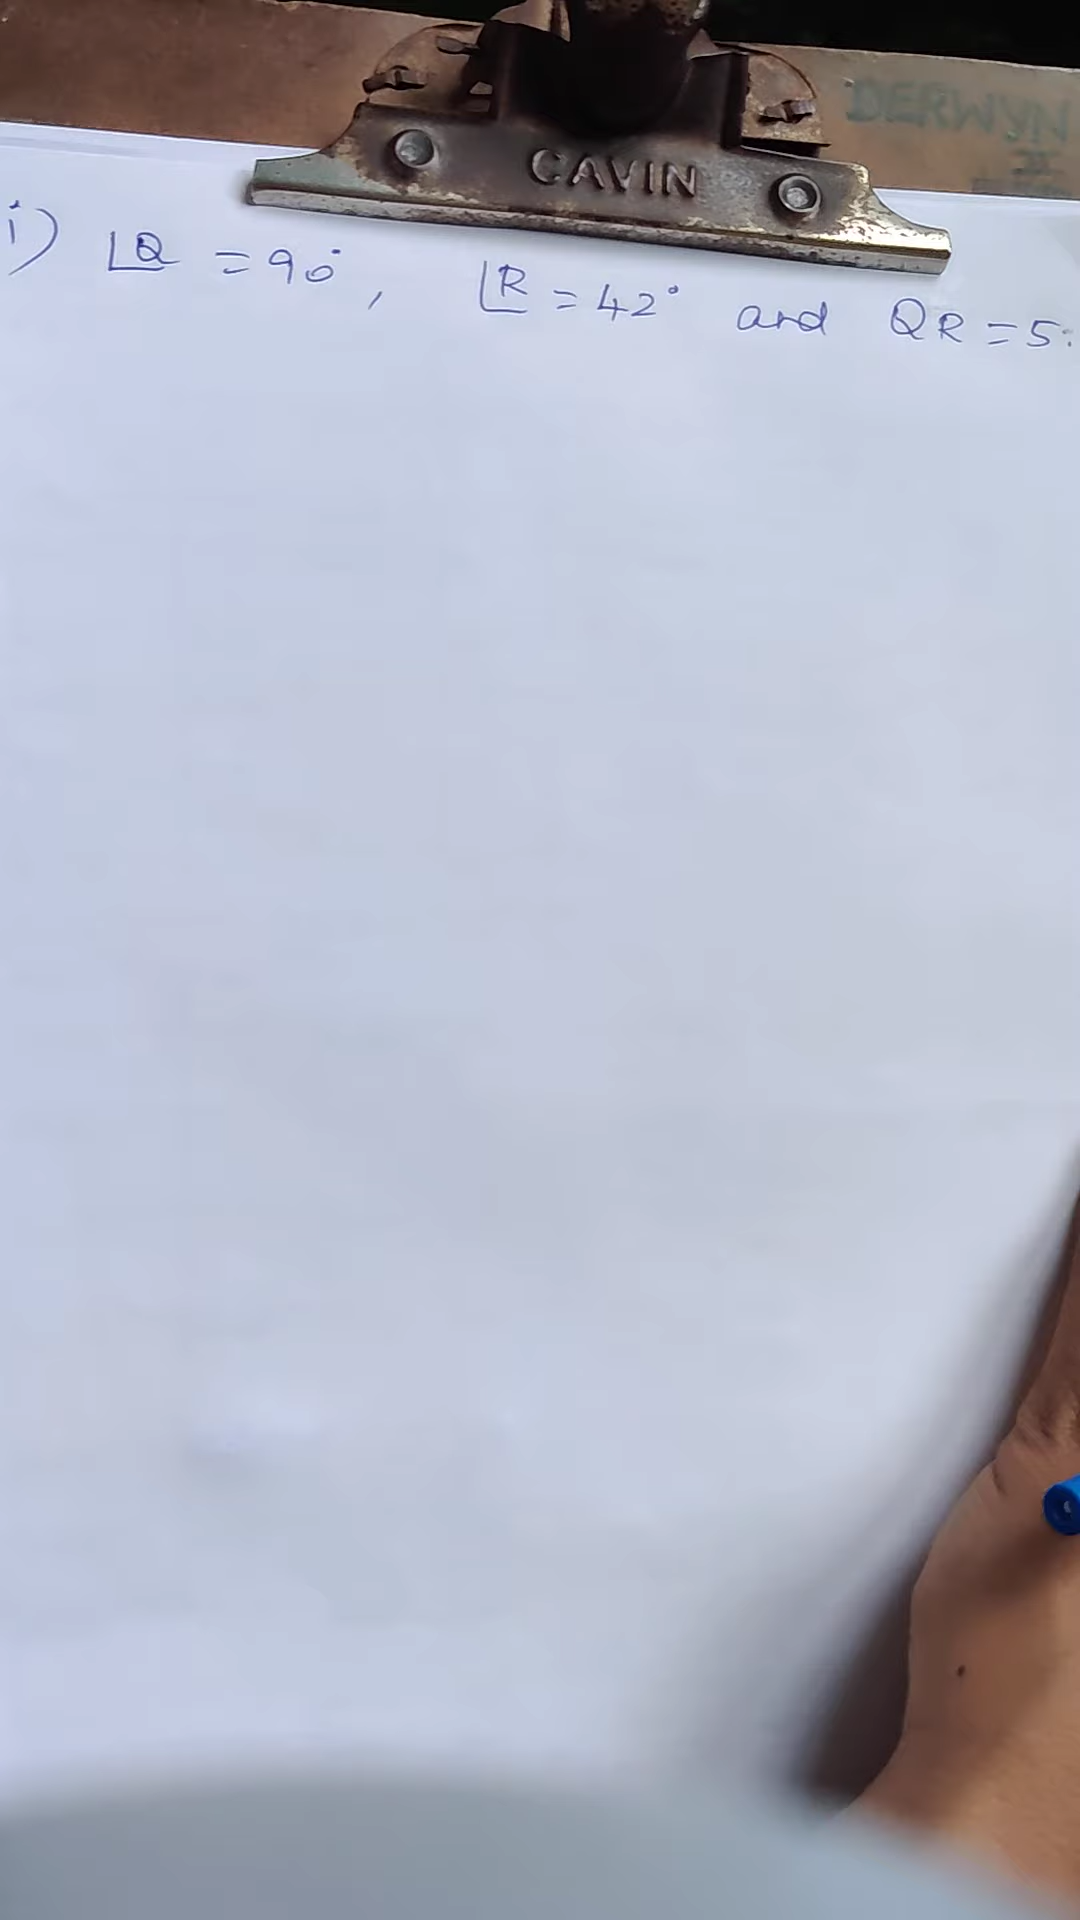 DERWYN
CAVIN
i) ∠Q = 90°, ∠R = 42° and QR = 5.